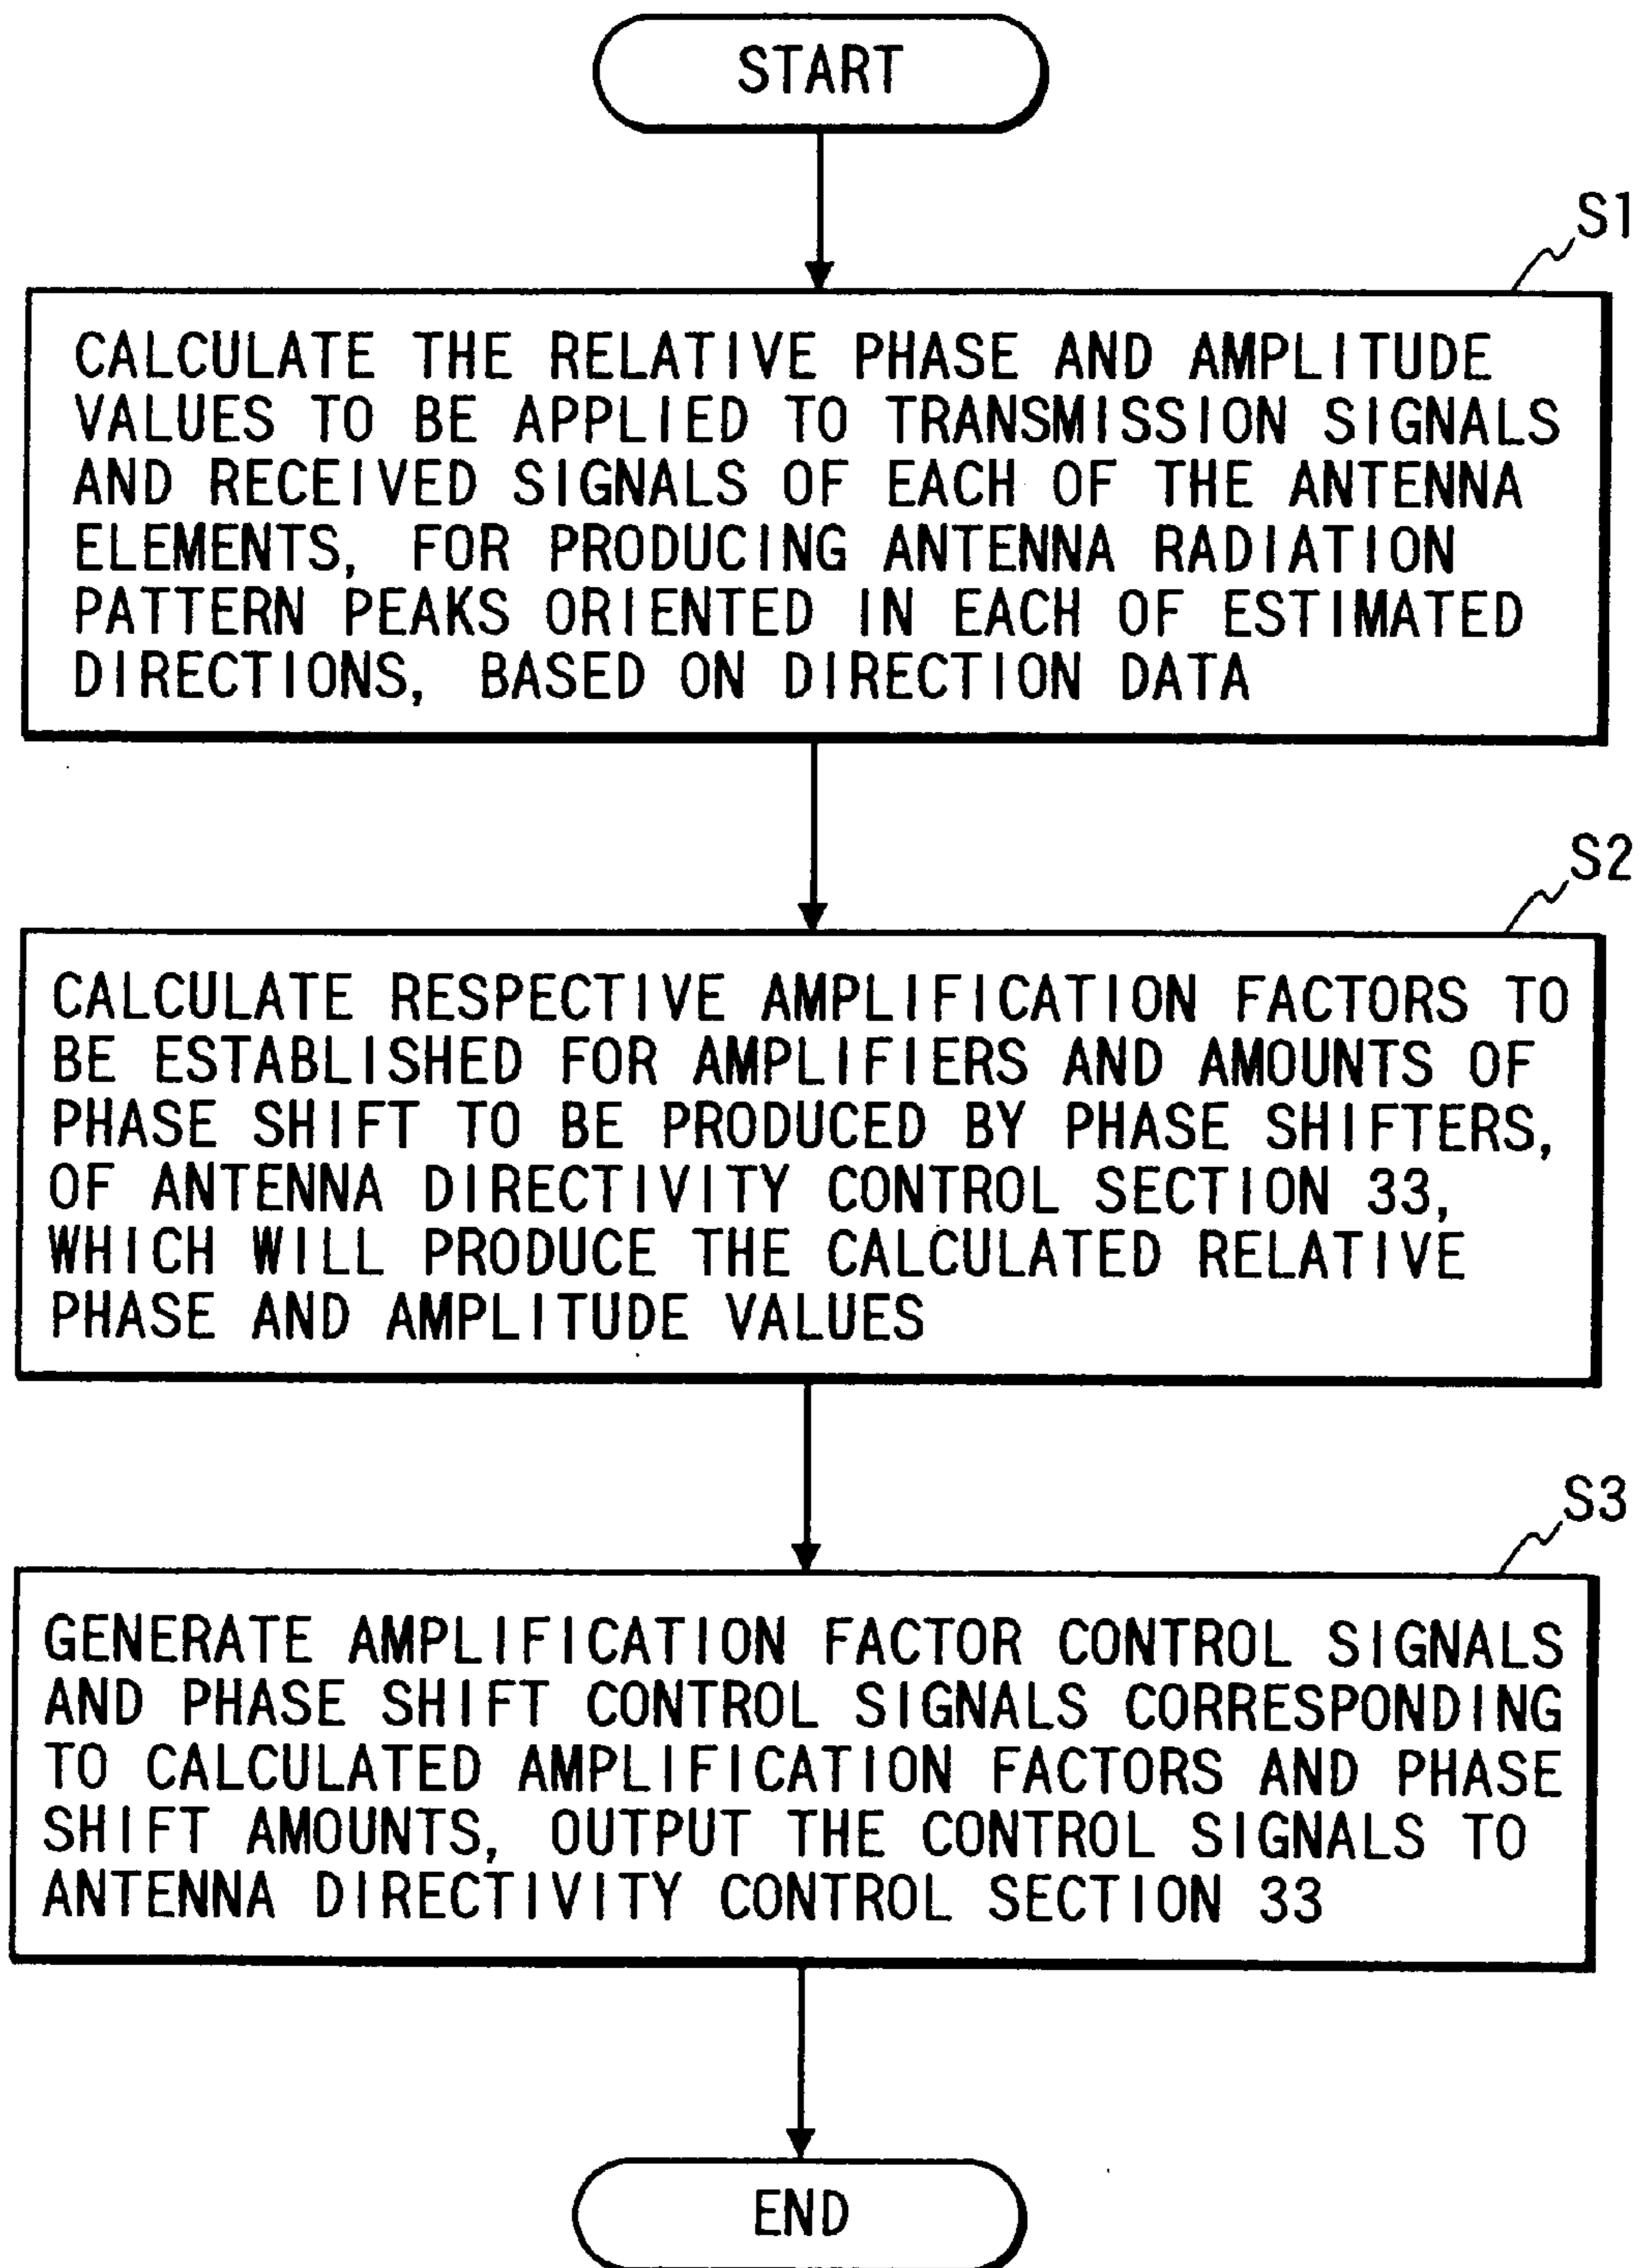 START
S1
CALCULATE THE RELATIVE PHASE AND AMPLITUDE
VALUES TO BE APPLIED TO TRANSMISSION SIGNALS
AND RECEIVED SIGNALS OF EACH OF THE ANTENNA
ELEMENTS, FOR PRODUCING ANTENNA RADIATION
PATTERN PEAKS ORIENTED IN EACH OF ESTIMATED
DIRECTIONS, BASED ON DIRECTION DATA
S2
CALCULATE RESPECTIVE AMPLIFICATION FACTORS TO
BE ESTABLISHED FOR AMPLIFIERS AND AMOUNTS OF
PHASE SHIFT TO BE PRODUCED BY PHASE SHIFTERS,
OF ANTENNA DIRECTIVITY CONTROL SECTION 33,
WHICH WILL PRODUCE THE CALCULATED RELATIVE
PHASE AND AMPLITUDE VALUES
S3
GENERATE AMPLIFICATION FACTOR CONTROL SIGNALS
AND PHASE SHIFT CONTROL SIGNALS CORRESPONDING
TO CALCULATED AMPLIFICATION FACTORS AND PHASE
SHIFT AMOUNTS, OUTPUT THE CONTROL SIGNALS TO
ANTENNA DIRECTIVITY CONTROL SECTION 33
END